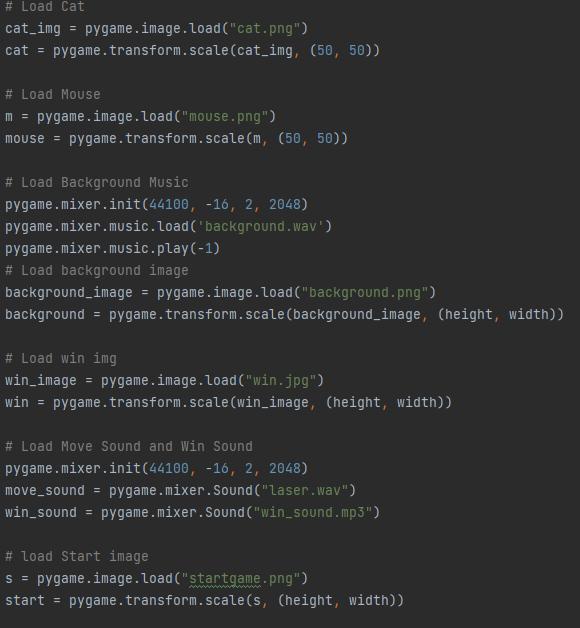 # Load Cat
cat_img = pygame.image.load("cat.png")
cat = pygame.transform.scale(cat_img, (50, 50))
# Load Mouse
m = pygame.image.load("mouse.png")
mouse = pygame.transform.scale(m, (50, 50))
# Load Background Music
pygame.mixer.init(44100, -16, 2, 2048)
pygame.mixer.music.load('background.wav')
pygame.mixer.music.play(-1)
# Load background image
background_image = pygame.image.load("background.png")
background = pygame.transform.scale(background_image, (height, width))
# Load win img
win_image = pygame.image.load("win.jpg")
win = pygame.transform.scale(win_image, (height, width))
# Load Move Sound and Win Sound
pygame.mixer.init(44100, -16, 2, 2048)
move_sound = pygame.mixer.Sound("laser.wav")
win_sound = pygame.mixer.Sound("win_sound.mp3")
# load Start image
s = pygame.image.load("startgame.png")
start = pygame.transform.scale(s, (height, width))